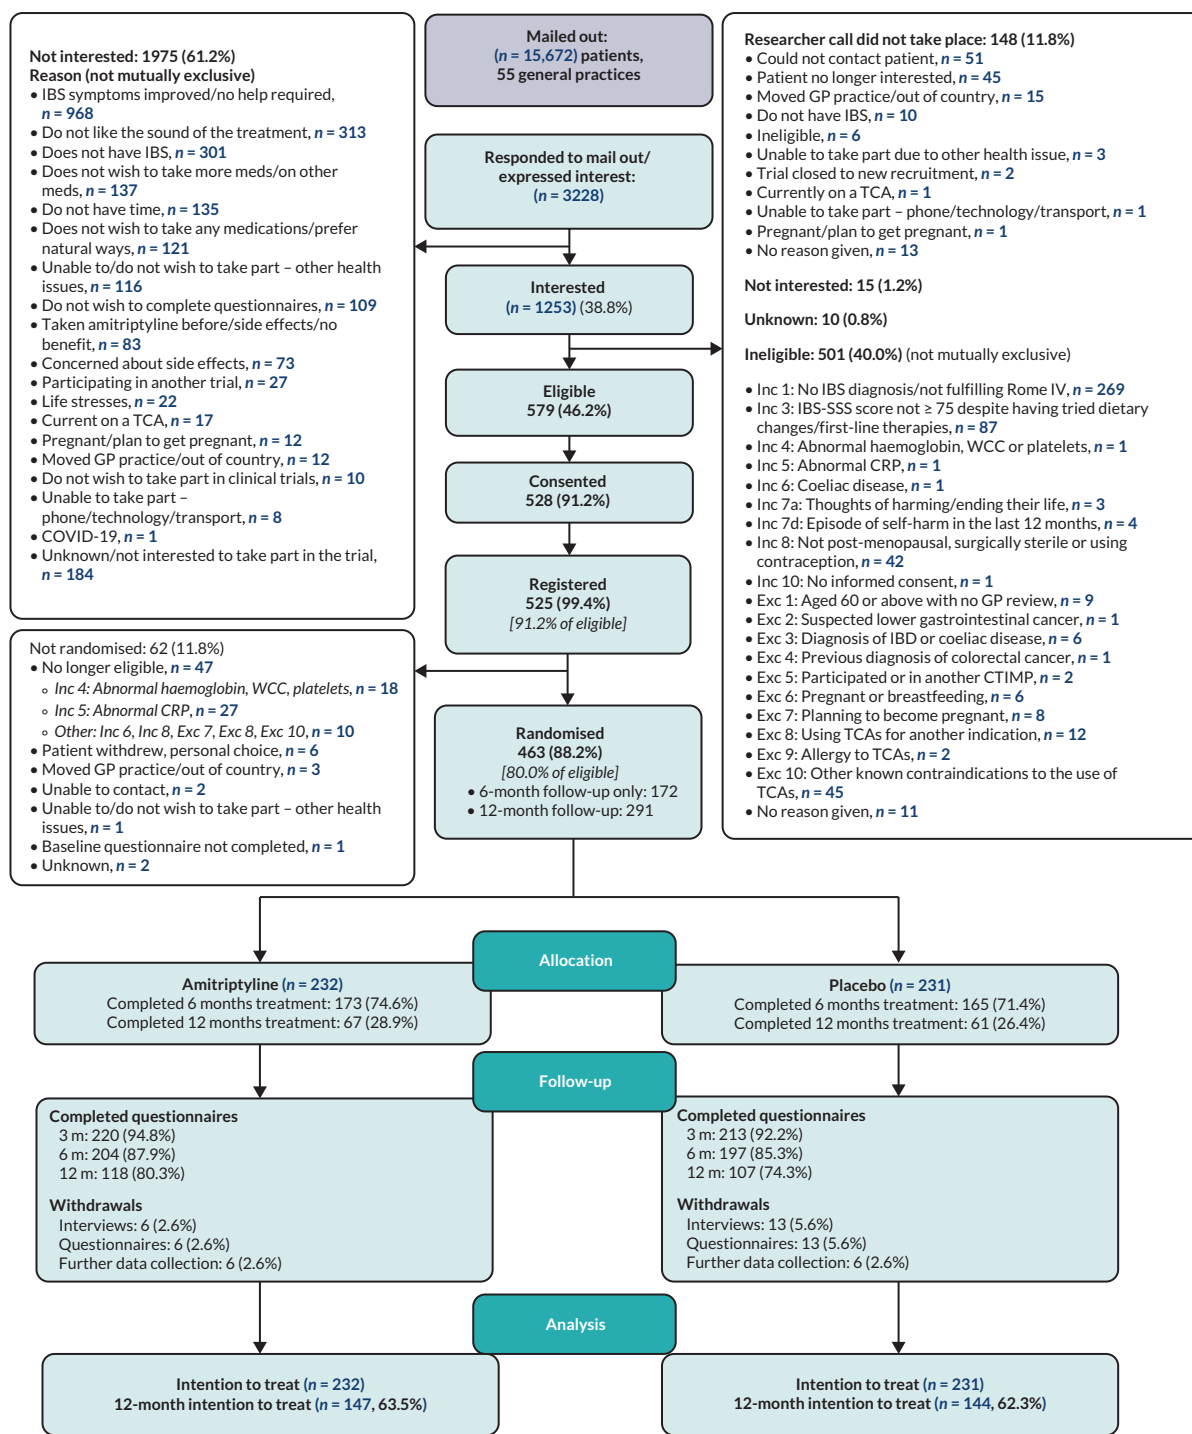 Mailed out:
(n = 15,672) patients,
55 general practices
Responded to mail out/
expressed interest:
(n = 3228)
Not interested: 1975 (61.2%)
Reason (not mutually exclusive)
• IBS symptoms improved/no help required,
n = 968
• Do not like the sound of the treatment, n = 313
• Does not have IBS, n = 301
• Does not wish to take more meds/on other
meds, n = 137
• Do not have time, n = 135
• Does not wish to take any medications/prefer
natural ways, n = 121
• Unable to/do not wish to take part – other health
issues, n = 116
• Do not wish to complete questionnaires, n = 109
• Taken amitriptyline before/side effects/no
benefit, n = 83
• Concerned about side effects, n = 73
• Participating in another trial, n = 27
• Life stresses, n = 22
• Current on a TCA, n = 17
• Pregnant/plan to get pregnant, n = 12
• Moved GP practice/out of country, n = 12
• Do not wish to take part in clinical trials, n = 10
• Unable to take part –
phone/technology/transport, n = 8
• COVID-19, n = 1
• Unknown/not interested to take part in the trial,
n = 184
Interested
(n = 1253) (38.8%)
Researcher call did not take place: 148 (11.8%)
• Could not contact patient, n = 51
• Patient no longer interested, n = 45
• Moved GP practice/out of country, n = 15
• Do not have IBS, n = 10
• Ineligible, n = 6
• Unable to take part due to other health issue, n = 3
• Trial closed to new recruitment, n = 2
• Currently on a TCA, n = 1
• Unable to take part – phone/technology/transport, n = 1
• Pregnant/plan to get pregnant, n = 1
• No reason given, n = 13
Not interested: 15 (1.2%)
Unknown: 10 (0.8%)
Ineligible: 501 (40.0%) (not mutually exclusive)
• Inc 1: No IBS diagnosis/not fulfilling Rome IV, n = 269
• Inc 3: IBS-SSS score not ≥ 75 despite having tried dietary
changes/first-line therapies, n = 87
• Inc 4: Abnormal haemoglobin, WCC or platelets, n = 1
• Inc 5: Abnormal CRP, n = 1
• Inc 6: Coeliac disease, n = 1
• Inc 7a: Thoughts of harming/ending their life, n = 3
• Inc 7d: Episode of self-harm in the last 12 months, n = 4
• Inc 8: Not post-menopausal, surgically sterile or using
contraception, n = 42
• Inc 10: No informed consent, n = 1
• Exc 1: Aged 60 or above with no GP review, n = 9
• Exc 2: Suspected lower gastrointestinal cancer, n = 1
• Exc 3: Diagnosis of IBD or coeliac disease, n = 6
• Exc 4: Previous diagnosis of colorectal cancer, n = 1
• Exc 5: Participated or in another CTIMP, n = 2
• Exc 6: Pregnant or breastfeeding, n = 6
• Exc 7: Planning to become pregnant, n = 8
• Exc 8: Using TCAs for another indication, n = 12
• Exc 9: Allergy to TCAs, n = 2
• Exc 10: Other known contraindications to the use of
TCAs, n = 45
• No reason given, n = 11
Eligible
579 (46.2%)
Consented
528 (91.2%)
Registered
525 (99.4%)
[91.2% of eligible]
Not randomised: 62 (11.8%)
• No longer eligible, n = 47
◦ Inc 4: Abnormal haemoglobin, WCC, platelets, n = 18
◦ Inc 5: Abnormal CRP, n = 27
◦ Other: Inc 6, Inc 8, Exc 7, Exc 8, Exc 10, n = 10
• Patient withdrew, personal choice, n = 6
• Moved GP practice/out of country, n = 3
• Unable to contact, n = 2
• Unable to/do not wish to take part – other health
issues, n = 1
• Baseline questionnaire not completed, n = 1
• Unknown, n = 2
Randomised
463 (88.2%)
[80.0% of eligible]
• 6-month follow-up only: 172
• 12-month follow-up: 291
Allocation
Amitriptyline (n = 232)
Completed 6 months treatment: 173 (74.6%)
Completed 12 months treatment: 67 (28.9%)
Placebo (n = 231)
Completed 6 months treatment: 165 (71.4%)
Completed 12 months treatment: 61 (26.4%)
Follow-up
Completed questionnaires
3 m: 220 (94.8%)
6 m: 204 (87.9%)
12 m: 118 (80.3%)
Withdrawals
Interviews: 6 (2.6%)
Questionnaires: 6 (2.6%)
Further data collection: 6 (2.6%)
Completed questionnaires
3 m: 213 (92.2%)
6 m: 197 (85.3%)
12 m: 107 (74.3%)
Withdrawals
Interviews: 13 (5.6%)
Questionnaires: 13 (5.6%)
Further data collection: 6 (2.6%)
Analysis
Intention to treat (n = 232)
12-month intention to treat (n = 147, 63.5%)
Intention to treat (n = 231)
12-month intention to treat (n = 144, 62.3%)